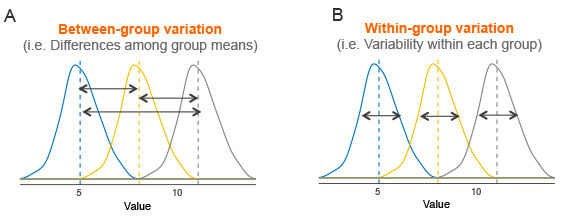 A
Between-group variation
(i.e. Differences among group means)
5
10
Value
B
Within-group variation
(i.e. Variability within each group)
5
10
Value